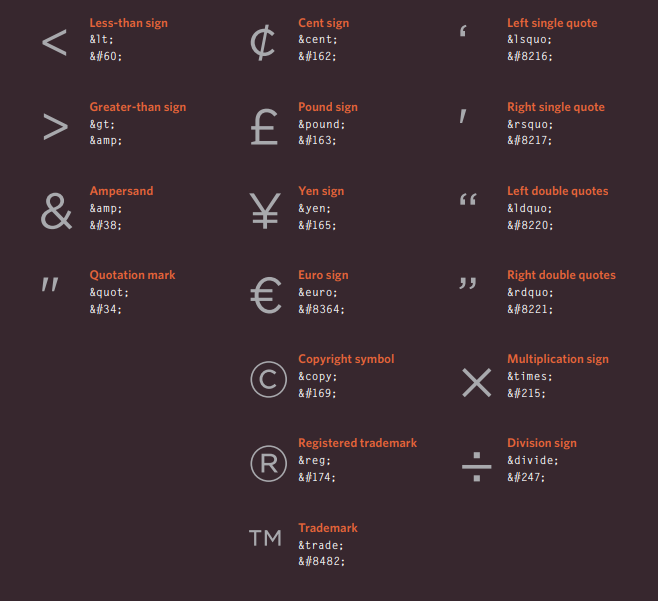 <
Less-than sign
&lt;
&#60;
>
Greater-than sign
&gt;
&amp;
&
Ampersand
&amp;
&#38;
"
Quotation mark
&quot;
&#34;
¢
Cent sign
&cent;
&#162;
£
Pound sign
&pound;
&#163;
¥
Yen sign
&yen;
&#165;
€
Euro sign
&euro;
&#8364;
©
Copyright symbol
&copy;
&#169;
®
Registered trademark
&reg;
&#174;
™
Trademark
&trade;
&#8482;
‘
Left single quote
&lsquo;
&#8216;
'
Right single quote
&rsquo;
&#8217;
“
Left double quotes
&ldquo;
&#8220;
”
Right double quotes
&rdquo;
&#8221;
×
Multiplication sign
&times;
&#215;
÷
Division sign
&divide;
&#247;